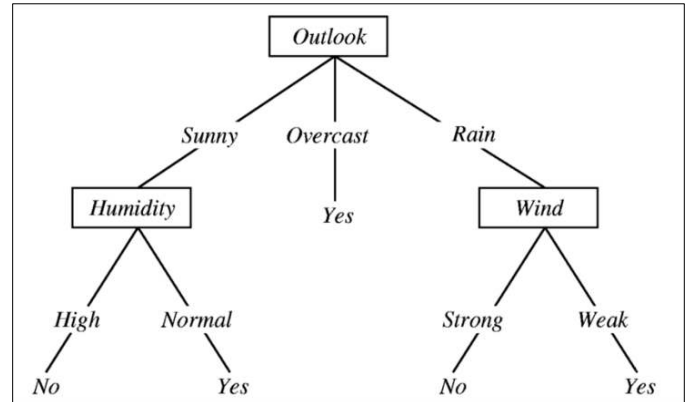 Outlook
Sunny Overcast Rain
Humidity Yes Wind
High Normal Strong Weak
No Yes No Yes